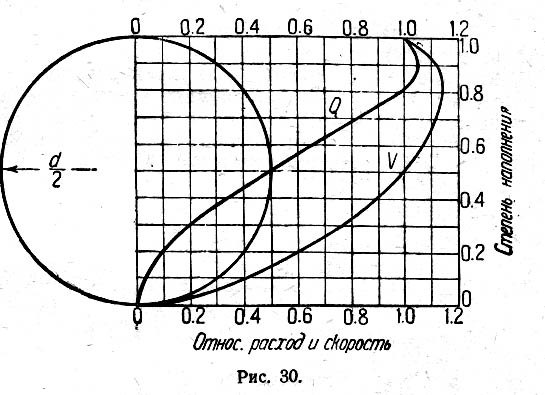 0 0.2 0.4 0.6 0.8 1.0 1.2
1.0
0.8
0.6
0.4
0.2
0
Степень наполнения
d/2
Q
V
0 0.2 0.4 0.6 0.8 1.0 1.2
Относ. расход и скорость
Рис. 30.